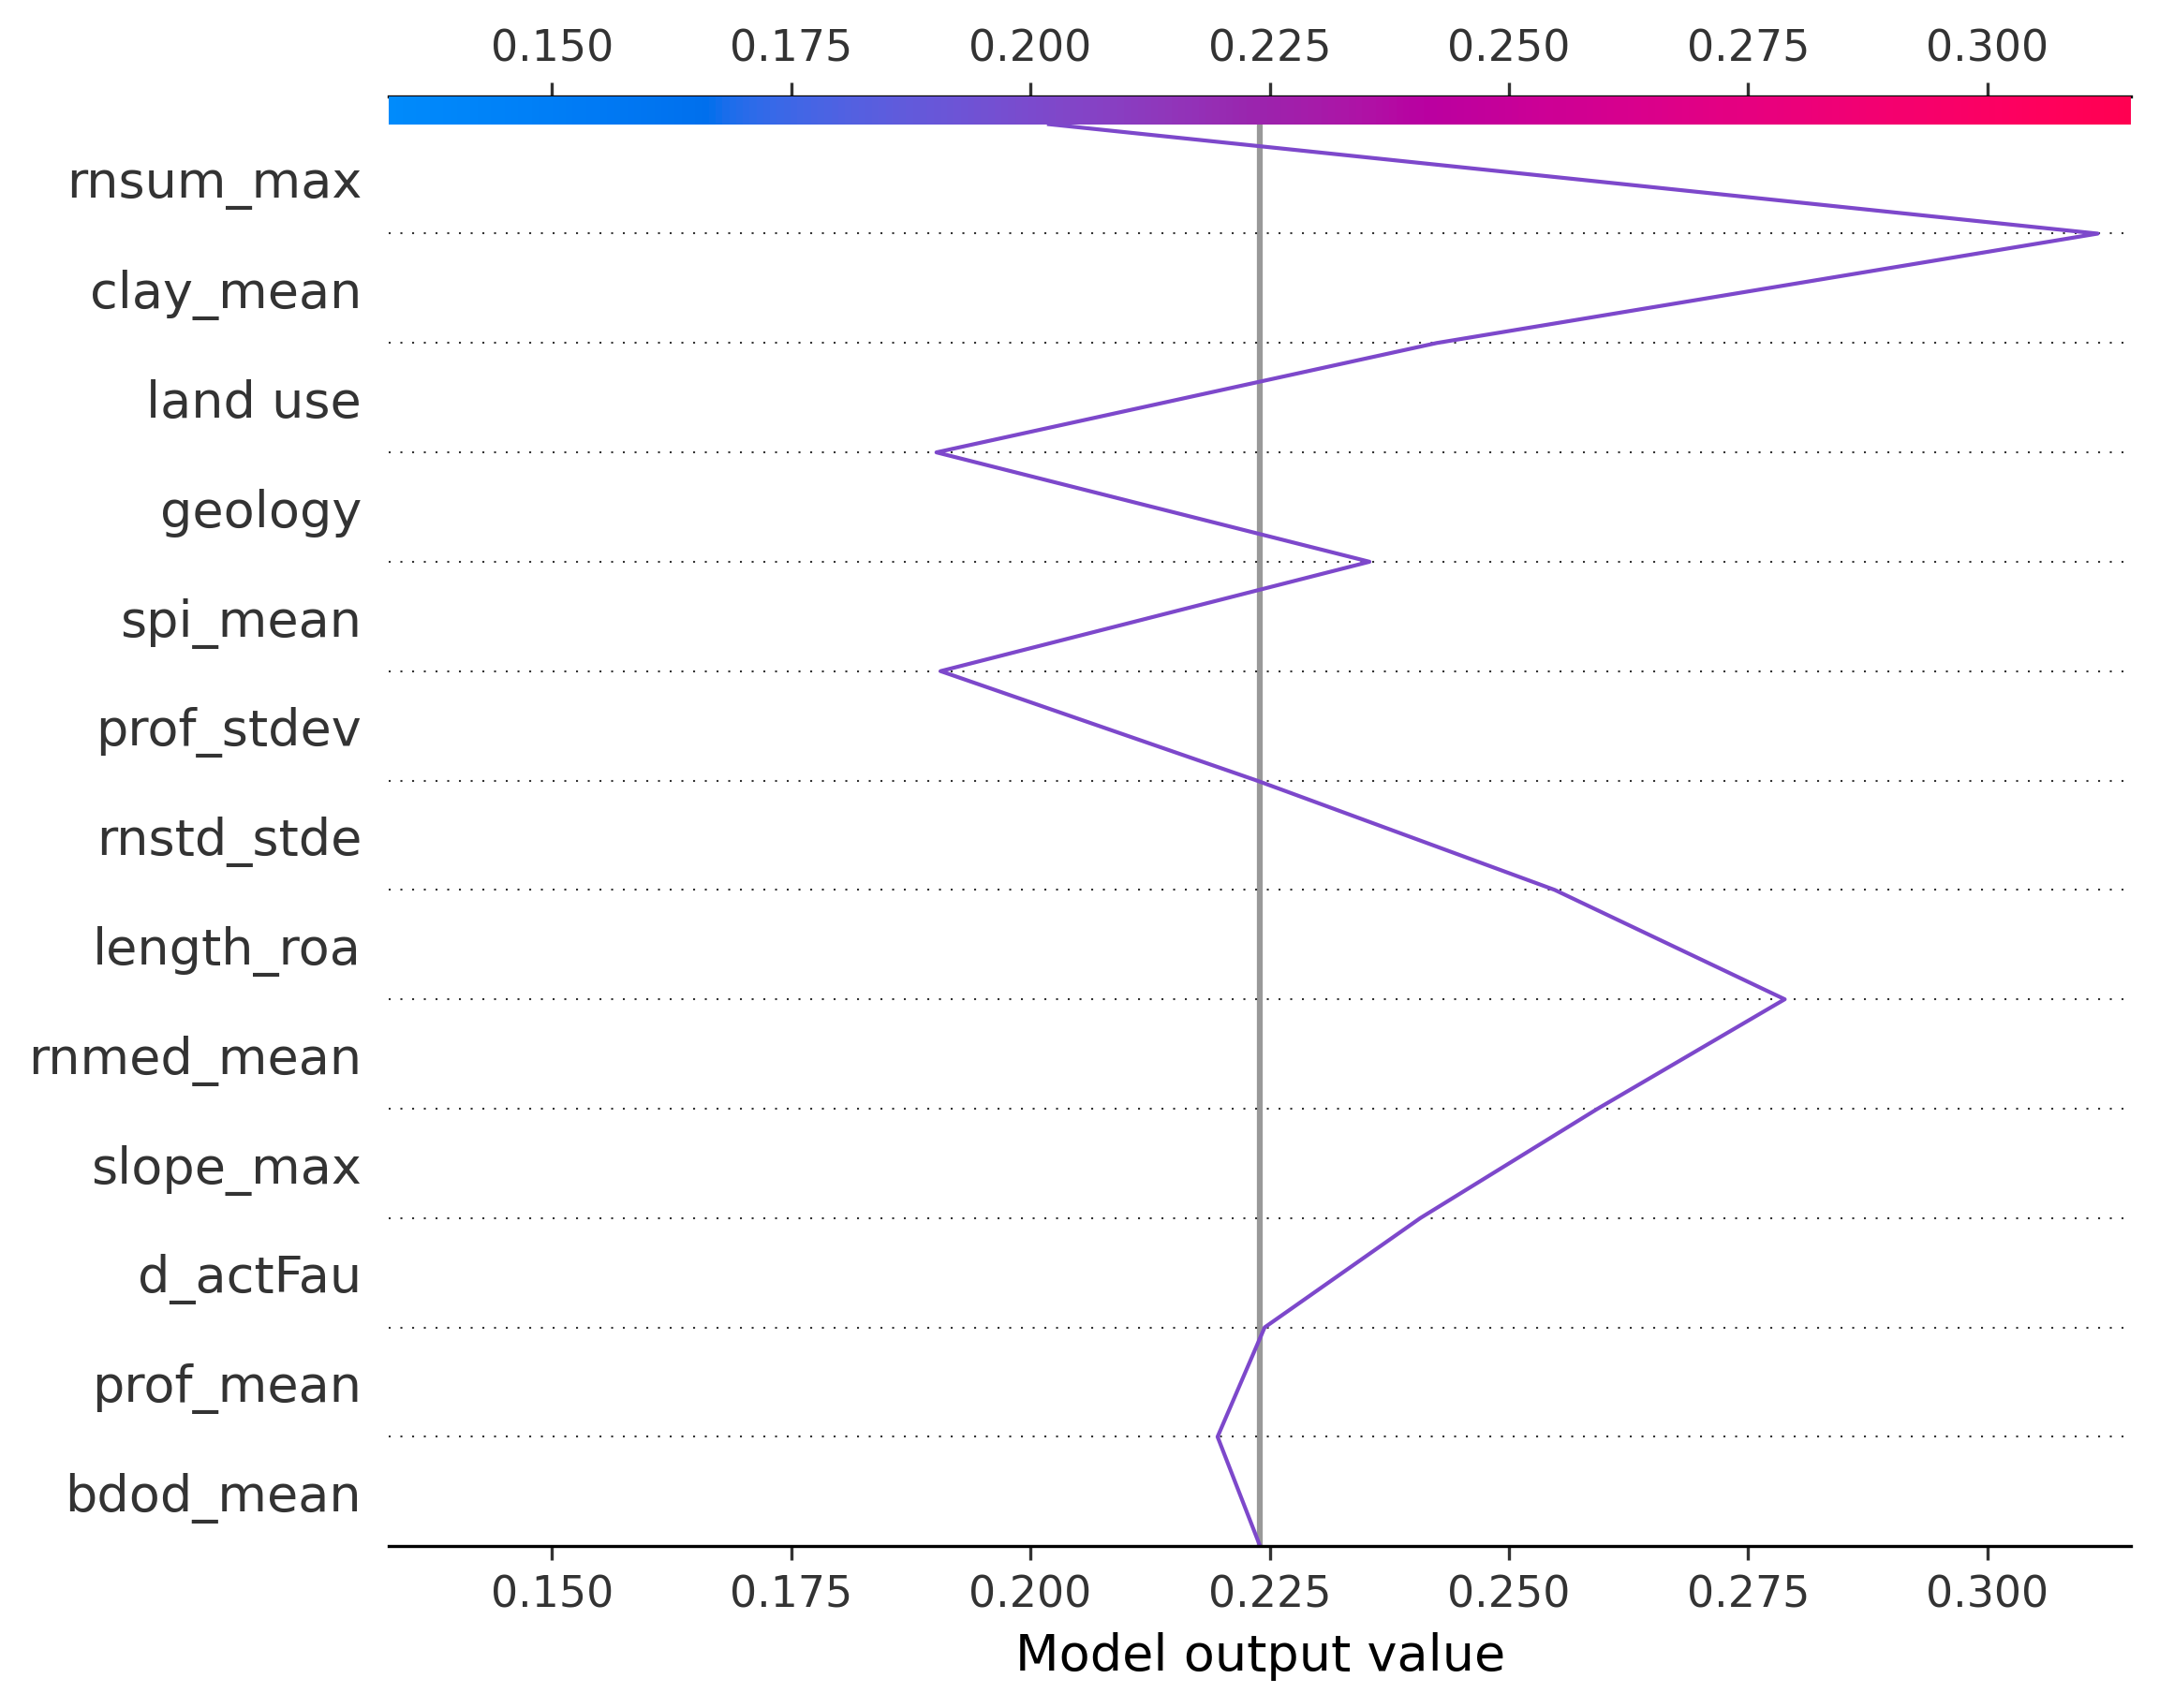 0.150 0.175 0.200 0.225 0.250 0.275 0.300
rnsum_max
clay_mean
land use
geology
spi_mean
prof_stdev
rnstd_stde
length_roa
rnmed_mean
slope_max
d_actFau
prof_mean
bdod_mean
0.150 0.175 0.200 0.225 0.250 0.275 0.300
Model output value